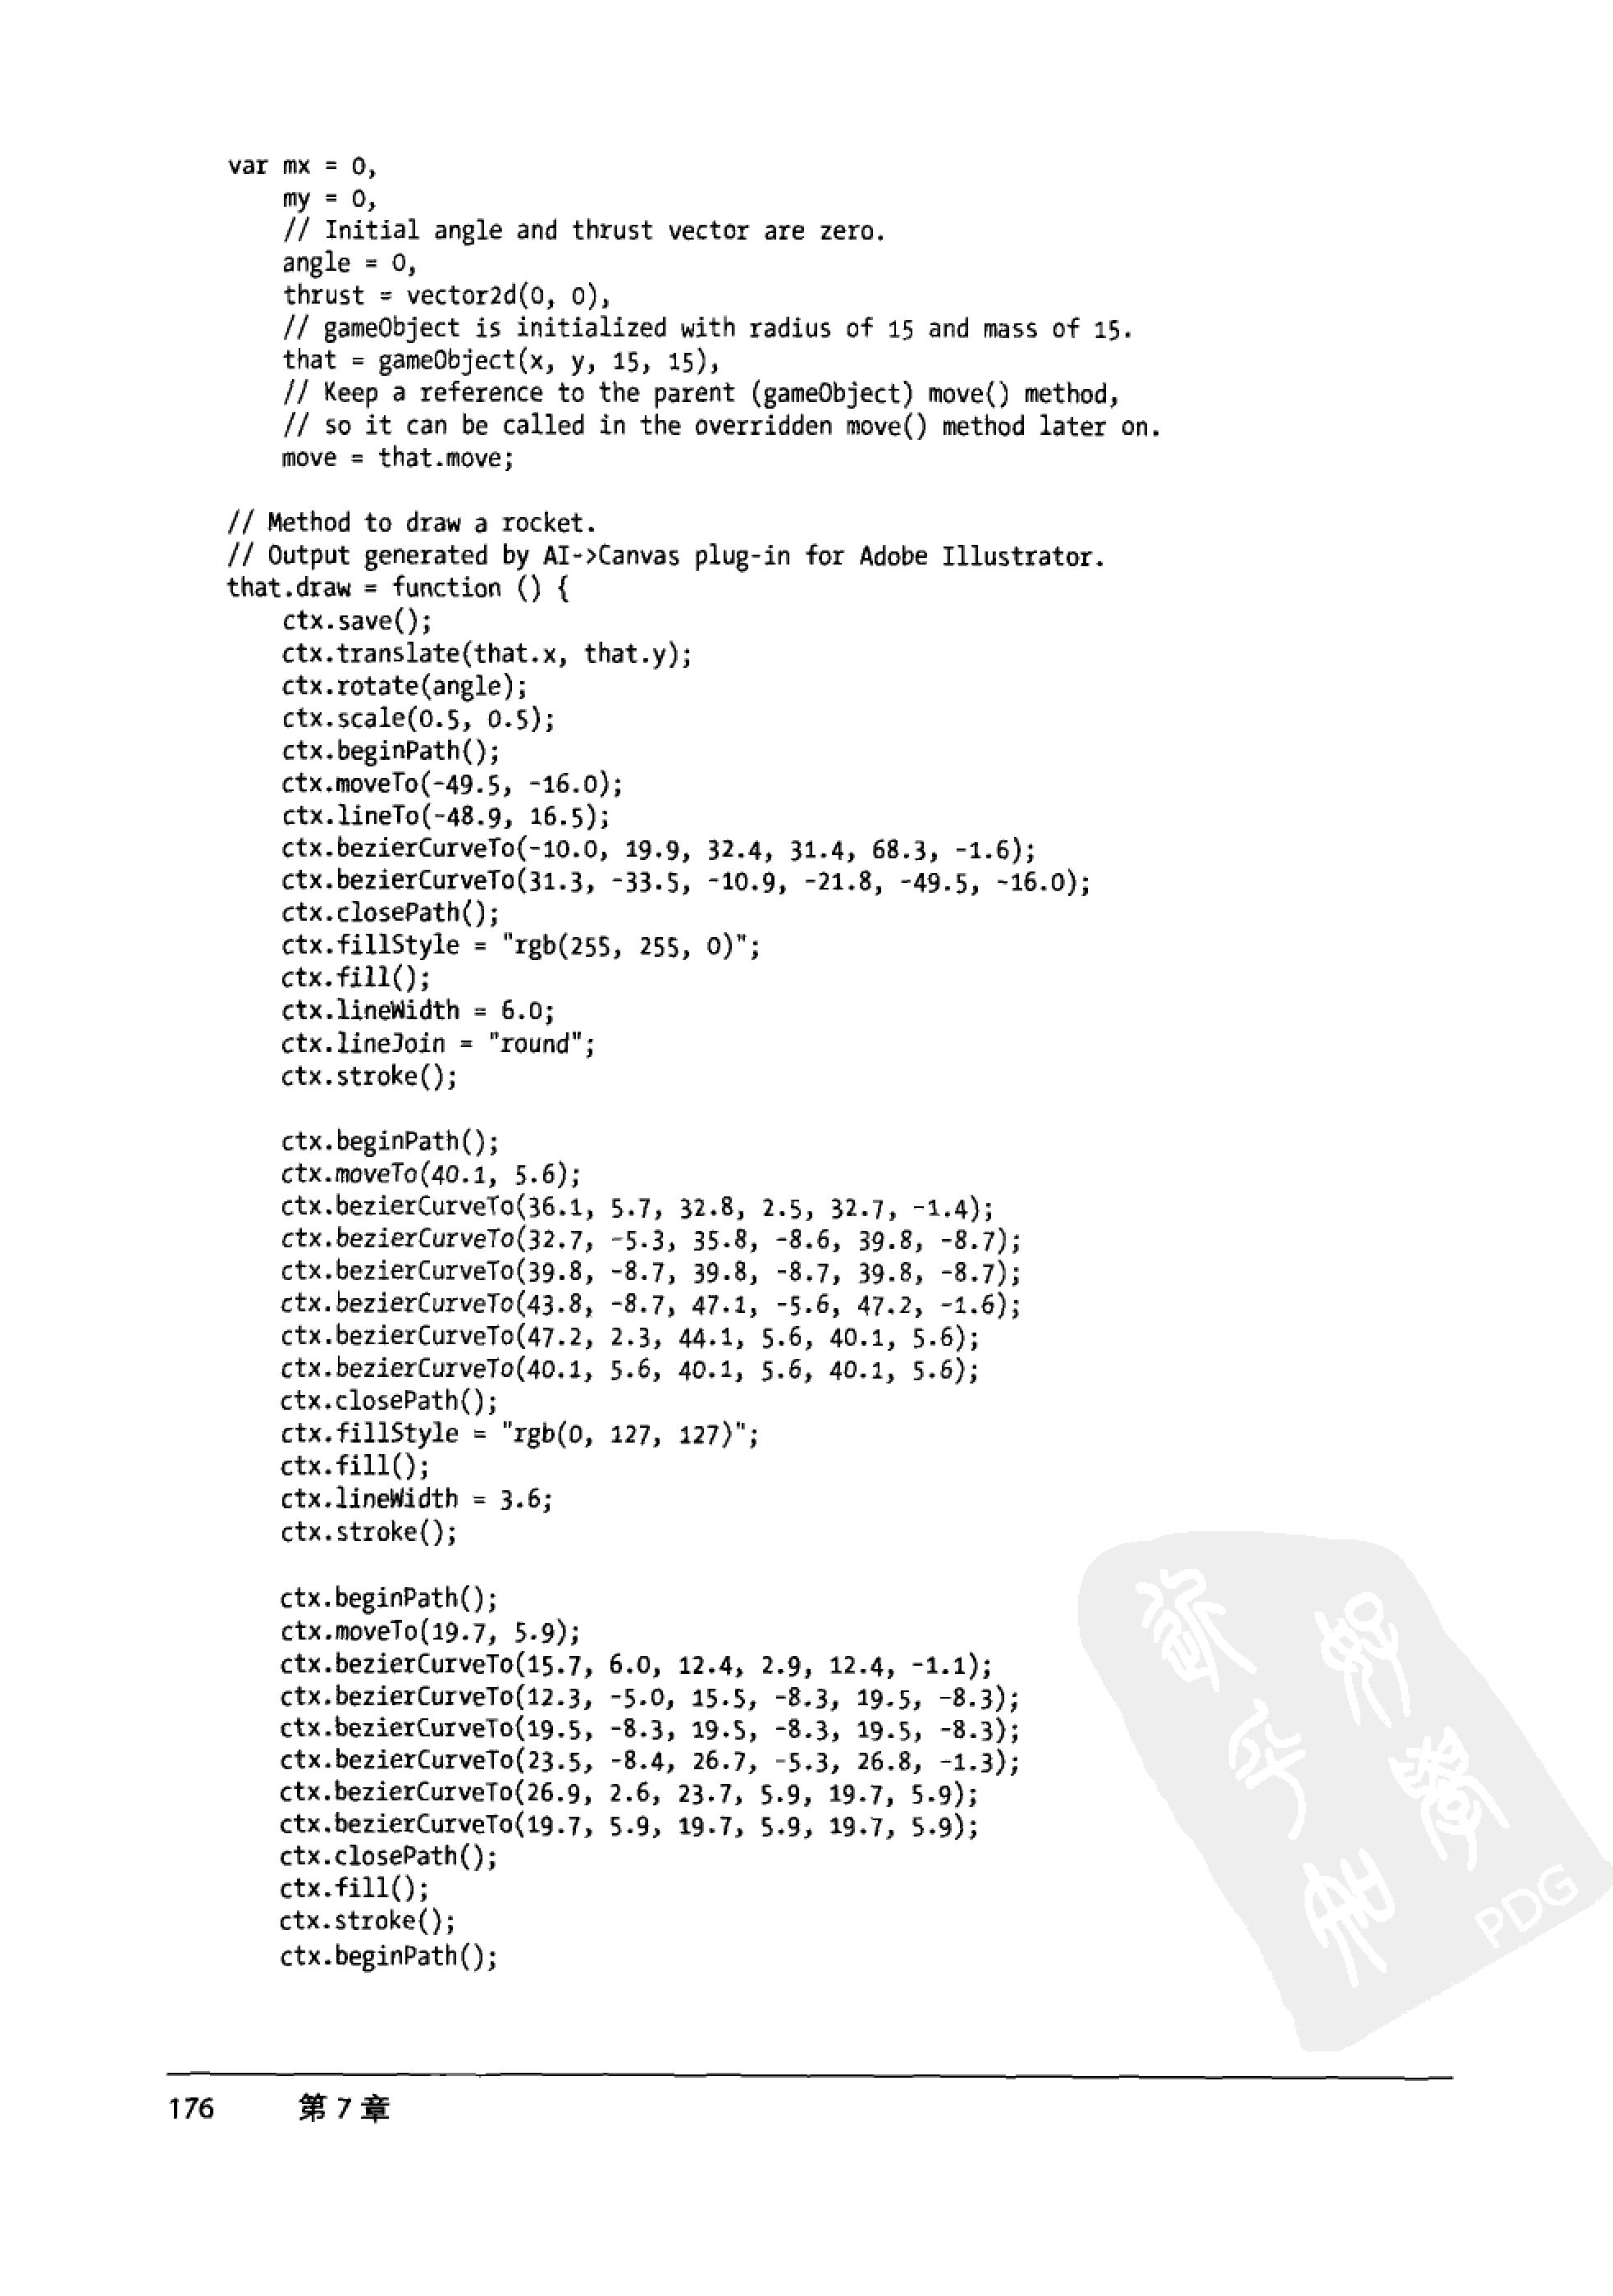 var mx = 0,
my = 0,
// Initial angle and thrust vector are zero.
angle = 0,
thrust = vector2d(0, 0),
// gameObject is initialized with radius of 15 and mass of 15.
that = gameObject(x, y, 15, 15),
// Keep a reference to the parent (gameObject) move() method,
// so it can be called in the overridden move() method later on.
move = that.move;
// Method to draw a rocket.
// Output generated by AI->Canvas plug-in for Adobe Illustrator.
that.draw = function () {
ctx.save();
ctx.translate(that.x, that.y);
ctx.rotate(angle);
ctx.scale(0.5, 0.5);
ctx.beginPath();
ctx.moveTo(-49.5, -16.0);
ctx.lineTo(-48.9, 16.5);
ctx.bezierCurveTo(-10.0, 19.9, 32.4, 31.4, 68.3, -1.6);
ctx.bezierCurveTo(31.3, -33.5, -10.9, -21.8, -49.5, -16.0);
ctx.closePath();
ctx.fillStyle = "rgb(255, 255, 0)";
ctx.fill();
ctx.lineWidth = 6.0;
ctx.lineJoin = "round";
ctx.stroke();
ctx.beginPath();
ctx.moveTo(40.1, 5.6);
ctx.bezierCurveTo(36.1, 5.7, 32.8, 2.5, 32.7, -1.4);
ctx.bezierCurveTo(32.7, -5.3, 35.8, -8.6, 39.8, -8.7);
ctx.bezierCurveTo(39.8, -8.7, 39.8, -8.7, 39.8, -8.7);
ctx.bezierCurveTo(43.8, -8.7, 47.1, -5.6, 47.2, -1.6);
ctx.bezierCurveTo(47.2, 2.3, 44.1, 5.6, 40.1, 5.6);
ctx.bezierCurveTo(40.1, 5.6, 40.1, 5.6, 40.1, 5.6);
ctx.closePath();
ctx.fillStyle = "rgb(0, 127, 127)";
ctx.fill();
ctx.lineWidth = 3.6;
ctx.stroke();
ctx.beginPath();
ctx.moveTo(19.7, 5.9);
ctx.bezierCurveTo(15.7, 6.0, 12.4, 2.9, 12.4, -1.1);
ctx.bezierCurveTo(12.3, -5.0, 15.5, -8.3, 19.5, -8.3);
ctx.bezierCurveTo(19.5, -8.3, 19.5, -8.3, 19.5, -8.3);
ctx.bezierCurveTo(23.5, -8.4, 26.7, -5.3, 26.8, -1.3);
ctx.bezierCurveTo(26.9, 2.6, 23.7, 5.9, 19.7, 5.9);
ctx.bezierCurveTo(19.7, 5.9, 19.7, 5.9, 19.7, 5.9);
ctx.closePath();
ctx.fill();
ctx.stroke();
ctx.beginPath();
PDG
176 第 7 章